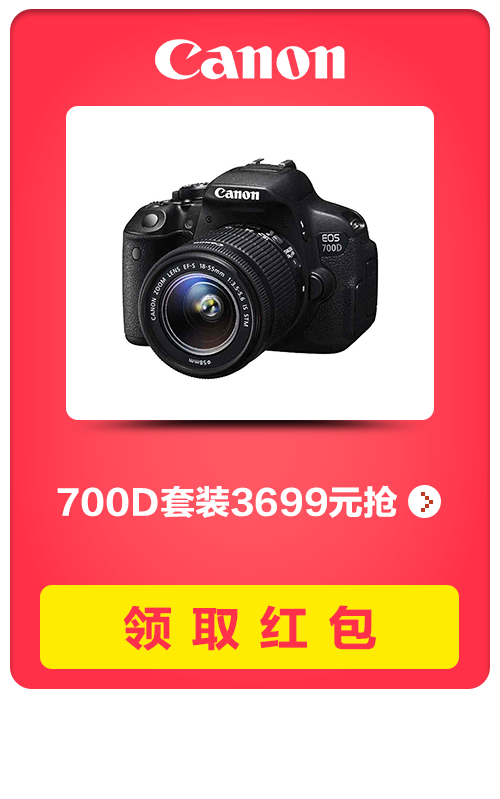 Canon
Canon
EOS
700D
CANON ZOOM LENS EF-S 18-55mm 1:3.5-5.6 IS STM
ø58mm
700D套装3699元抢
领取红包